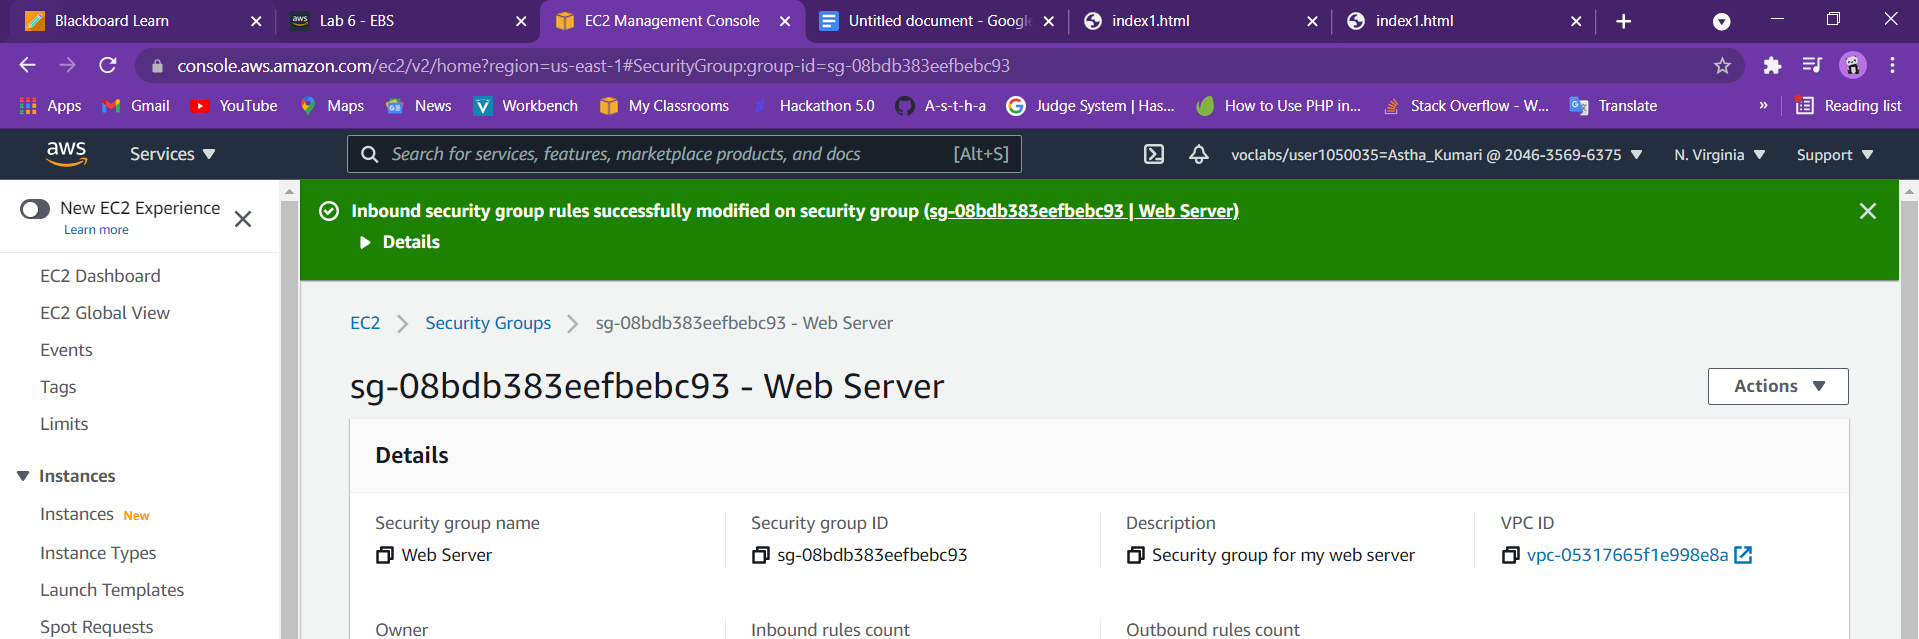 Blackboard Learn
Lab 6 - EBS
EC2 Management Console
Untitled document - Google
index1.html
index1.html
console.aws.amazon.com/ec2/v2/home?region=us-east-1#SecurityGroup:group-id=sg-08bdb383eefbebc93
Apps
Gmail
YouTube
Maps
News
Workbench
My Classrooms
Hackathon 5.0
A-s-t-h-a
Judge System | Has...
How to Use PHP in...
Stack Overflow - W...
Translate
»
Reading list
aws
Services
Search for services, features, marketplace products, and docs
[Alt+S]
voclabs/user1050035=Astha_Kumari @ 2046-3569-6375
N. Virginia
Support
New EC2 Experience
Learn more
EC2 Dashboard
EC2 Global View
Events
Tags
Limits
Instances
Instances New
Instance Types
Launch Templates
Spot Requests
Inbound security group rules successfully modified on security group (sg-08bdb383eefbebc93 | Web Server)
Details
EC2 > Security Groups > sg-08bdb383eefbebc93 - Web Server
sg-08bdb383eefbebc93 - Web Server
Actions
Details
Security group name
Web Server
Security group ID
sg-08bdb383eefbebc93
Description
Security group for my web server
VPC ID
vpc-05317665f1e998e8a
Owner
Inbound rules count
Outbound rules count